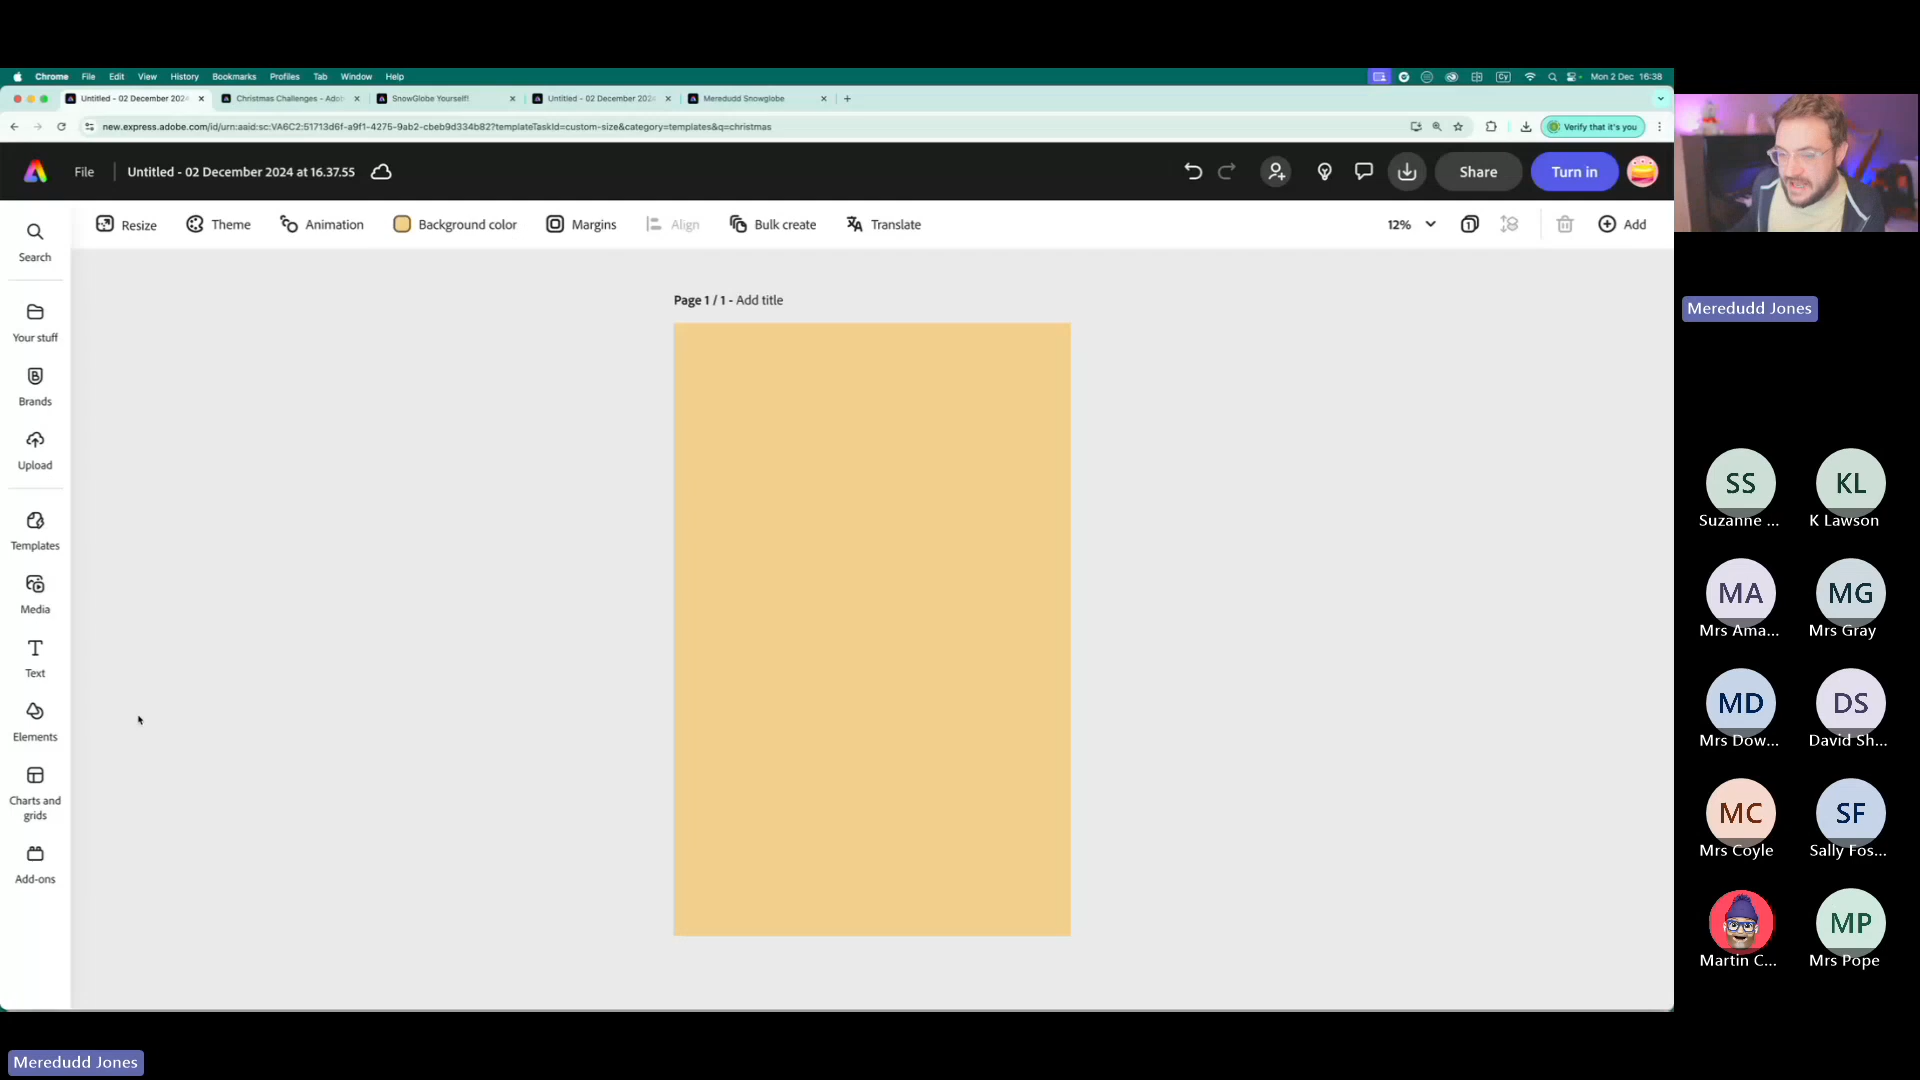 Chrome File Edit View History Bookmarks Profiles Tab Window Help Cy Mon 2 Dec 16:38
Untitled - 02 December 202 Christmas Challenges - Adob SnowGlobe Yourself! Untitled - 02 December 202 Meredudd Snowglobe
new.express.adobe.com/id/urn:aaid:sc:VA6C2:51713d6f-a9f1-4275-9ab2-cbeb9d334b82?templateTaskId=custom-size&category=templates&q=christmas Verify that it's you
File Untitled - 02 December 2024 at 16.37.55 Share Turn in
Resize Theme Animation Background color Margins Align Bulk create Translate 12% 1 Add
Search
Your stuff
Brands
Upload
Templates
Media
Text
Elements
Charts and
grids
Add-ons
Page 1 / 1 - Add title
Meredudd Jones
SS KL
Suzanne ... K Lawson
MA MG
Mrs Ama... Mrs Gray
MD DS
Mrs Dow... David Sh...
MC SF
Mrs Coyle Sally Fos...
MP
Martin C... Mrs Pope
Meredudd Jones